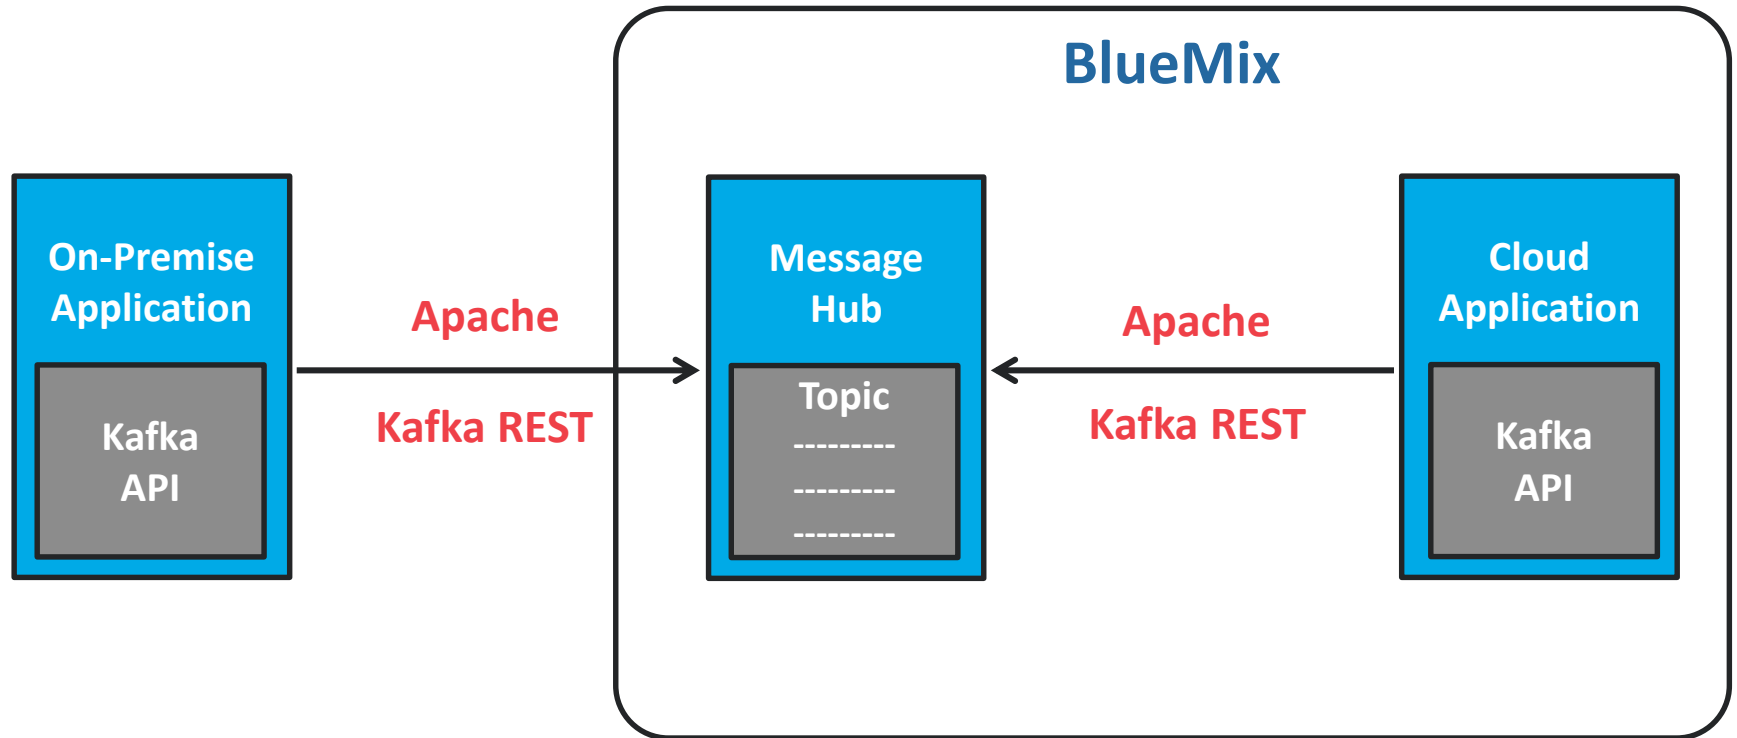 BlueMix
On-Premise
Application
Kafka
API
Apache
Kafka REST
Message
Hub
Topic
---------
---------
---------
Apache
Kafka REST
Cloud
Application
Kafka
API